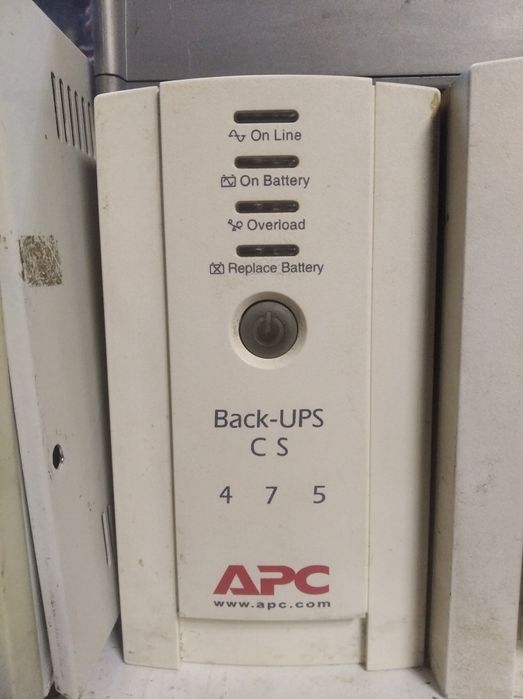 On Line
On Battery
Overload
Replace Battery
Back-UPS
CS
475
APC
www.apc.com